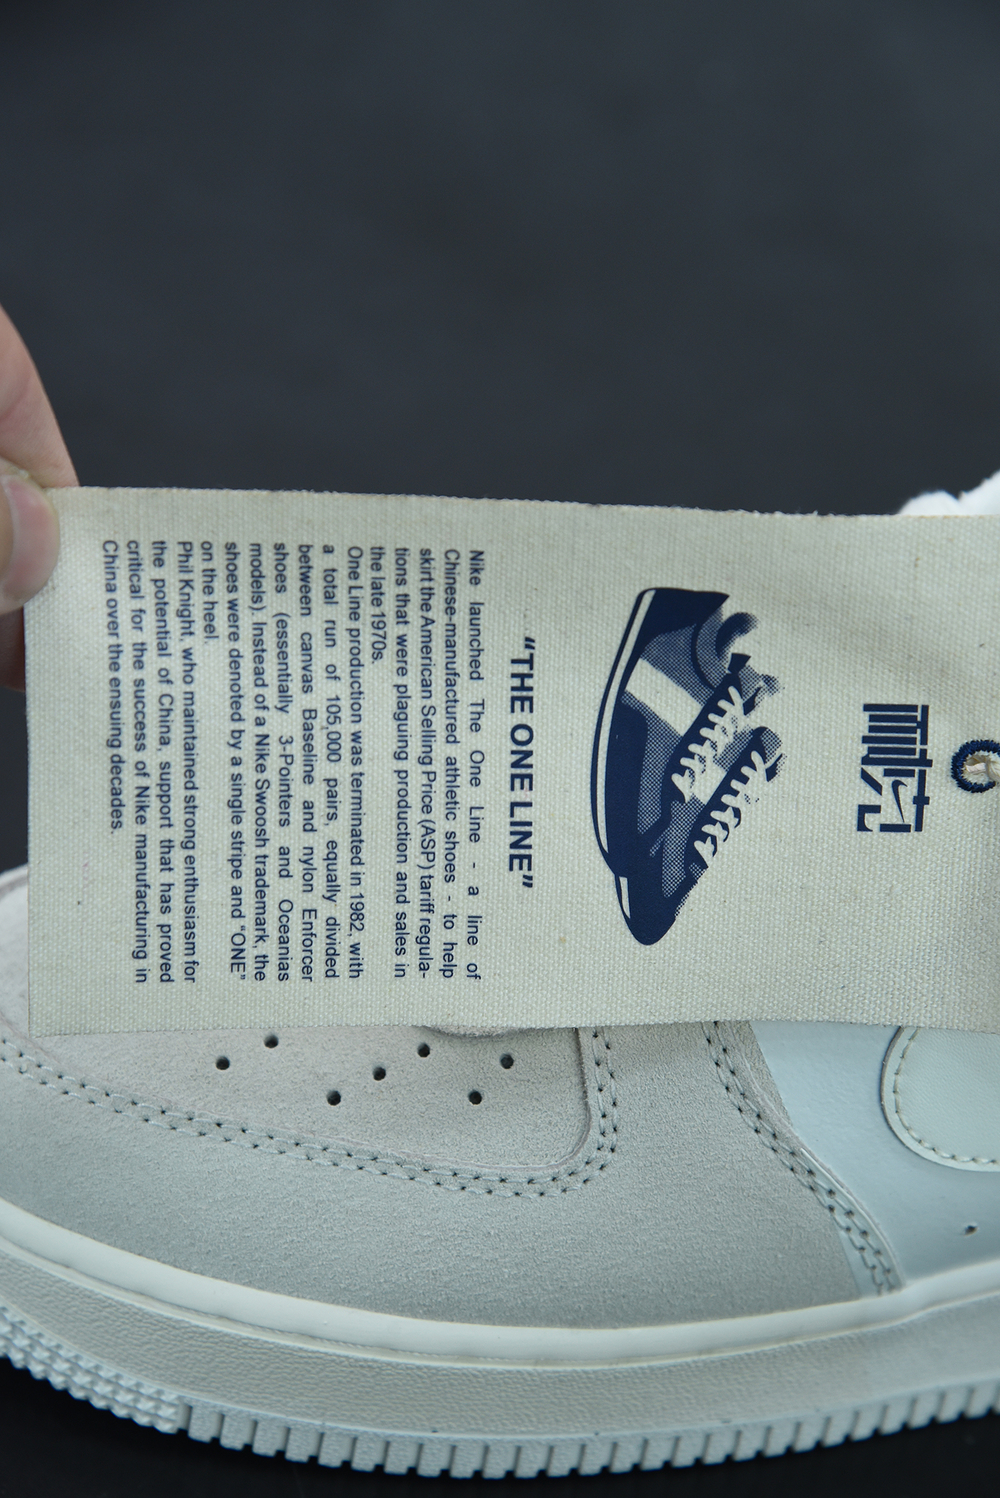 耐克
“THE ONE LINE”
Nike launched The One Line - a line of
Chinese-manufactured athletic shoes - to help
skirt the American Selling Price (ASP) tariff regula-
tions that were plaguing production and sales in
the late 1970s.
One Line production was terminated in 1982, with
a total run of 105,000 pairs, equally divided
between canvas Baseline and nylon Enforcer
shoes (essentially 3-Pointers and Oceanias
models). Instead of a Nike Swoosh trademark, the
shoes were denoted by a single stripe and “ONE”
on the heel.
Phil Knight, who maintained strong enthusiasm for
the potential of China, support that has proved
critical for the success of Nike manufacturing in
China over the ensuing decades.